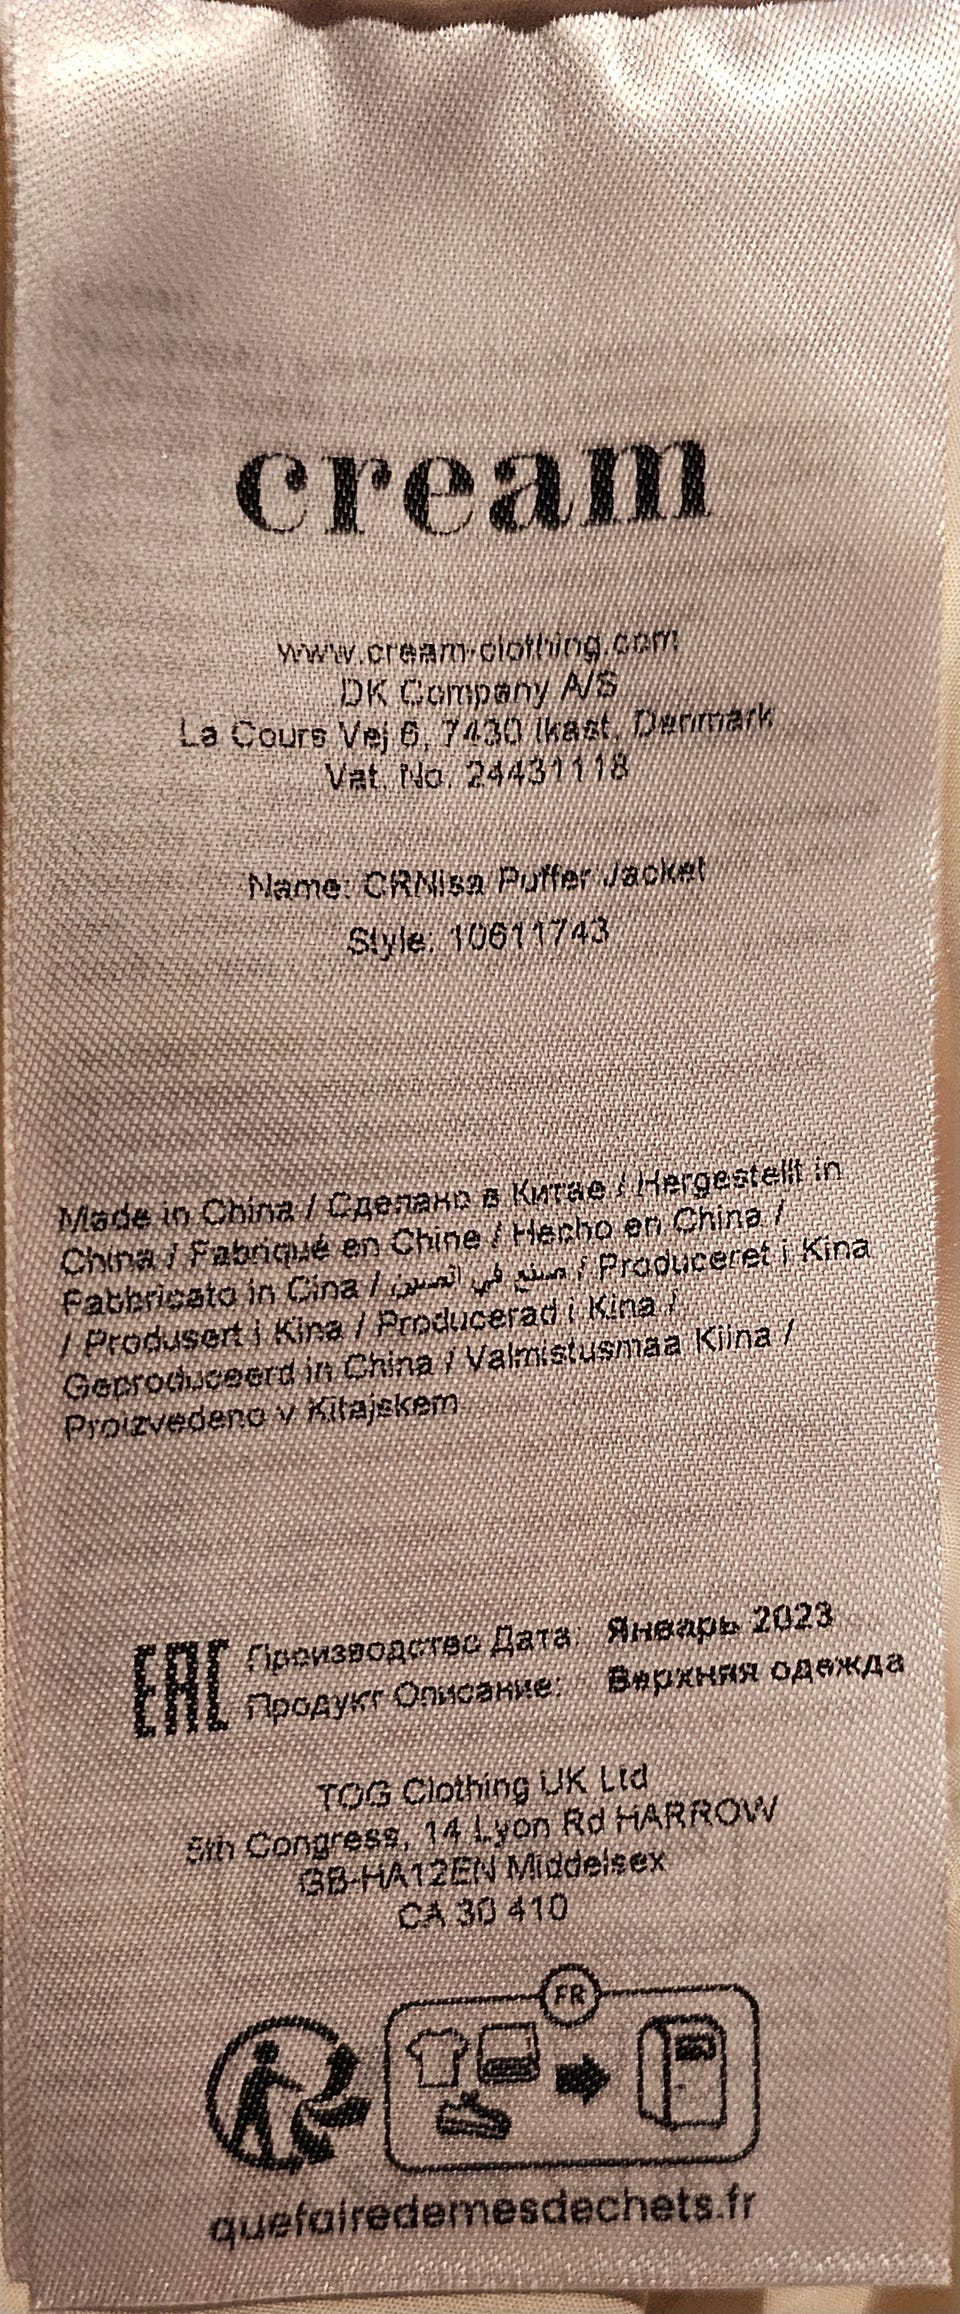 cream
www.cream-clothing.com
DK Company A/S
La Cours Vej 6, 7430 Ikast, Denmark
Vat. No. 24431118
Name: CRNisa Puffer Jacket
Style: 10611743
Made in China / Сделано в Китае / Hergestellt in
China / Fabriqué en Chine / Hecho en China /
Fabbricato in Cina / صنع في الصين / Produceret i Kina
/ Produsert i Kina / Producerad i Kina /
Geproduceerd in China / Valmistusmaa Kiina /
Proizvedeno v Kitajskem
EAC Производство Дата: Январь 2023
Продукт Описание: Верхняя одежда
TOG Clothing UK Ltd
5th Congress, 14 Lyon Rd HARROW
GB-HA12EN Middelsex
CA 30 410
FR
quefairedemesdechets.fr